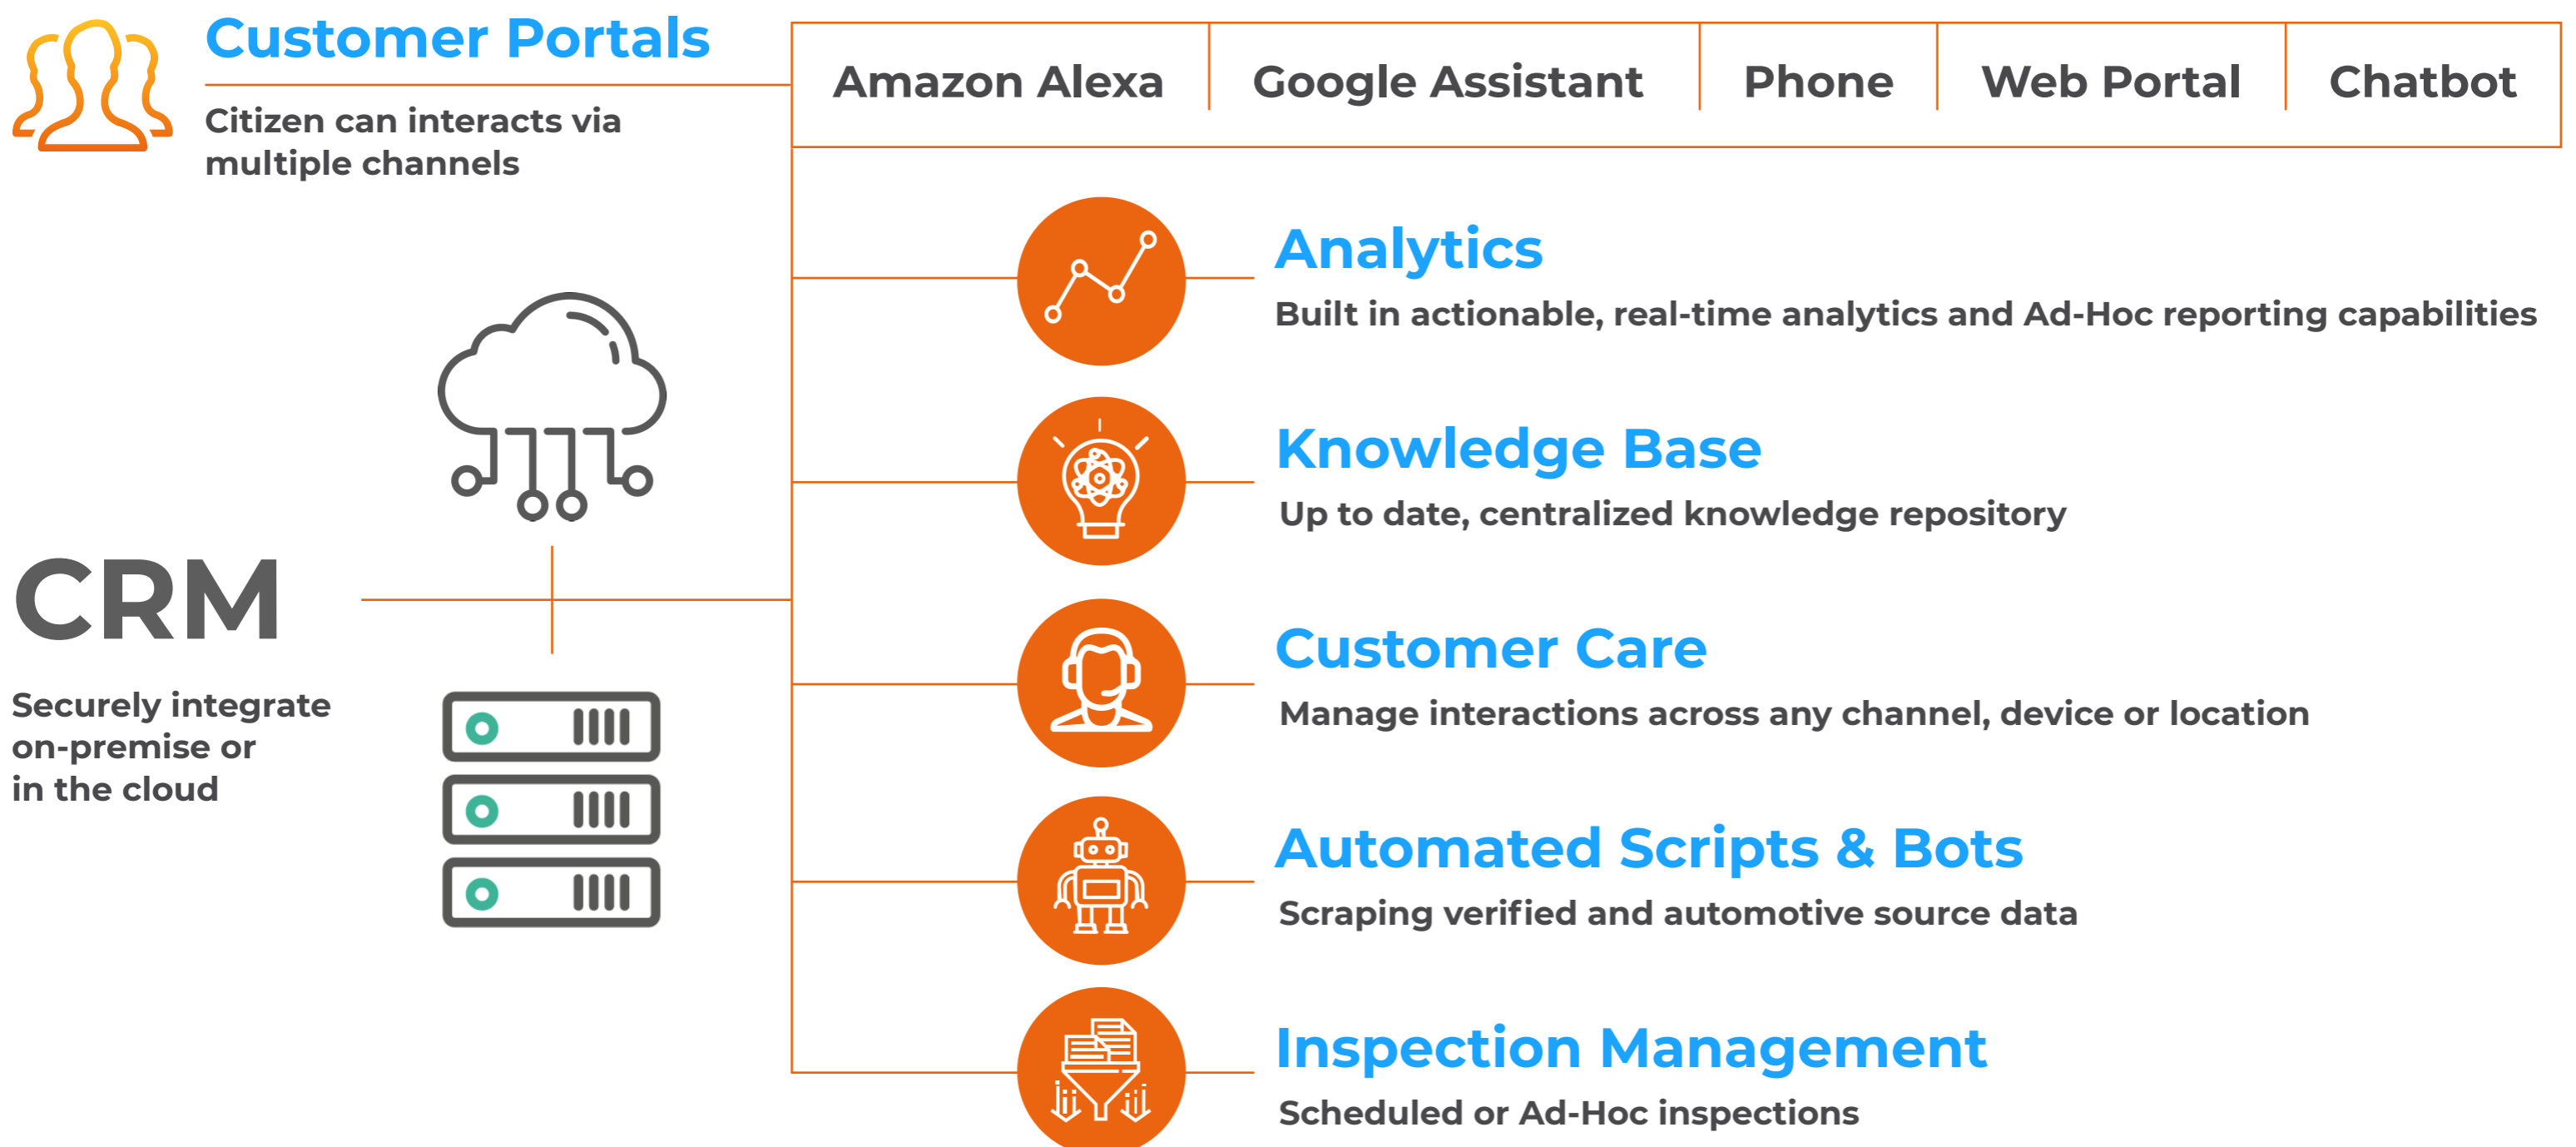 Customer Portals
Citizen can interacts via
multiple channels
Amazon Alexa
Google Assistant
Phone
Web Portal
Chatbot
Analytics
Built in actionable, real-time analytics and Ad-Hoc reporting capabilities
Knowledge Base
Up to date, centralized knowledge repository
CRM
Securely integrate
on-premise or
in the cloud
Customer Care
Manage interactions across any channel, device or location
Automated Scripts & Bots
Scraping verified and automotive source data
Inspection Management
Scheduled or Ad-Hoc inspections